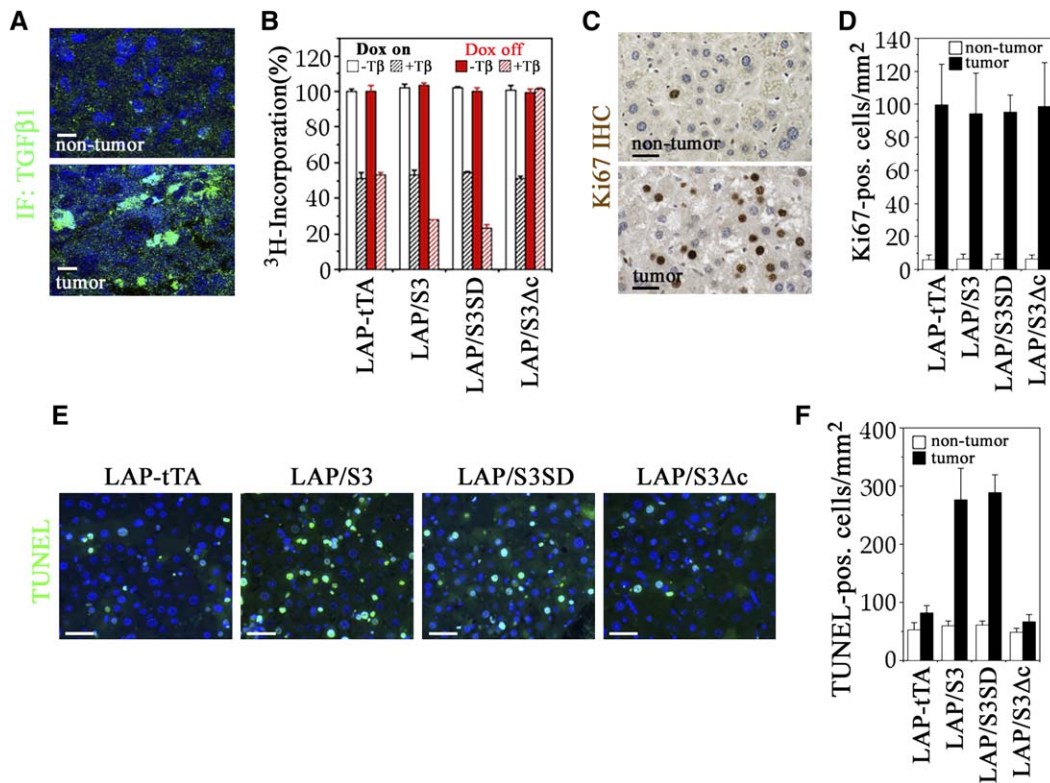 A
IF: TGFβ1
non-tumor
tumor
B
³H-Incorporation(%)
Dox on Dox off
-Tβ +Tβ -Tβ +Tβ
120
100
80
60
40
20
0
LAP-tTA
LAP/S3
LAP/S3SD
LAP/S3Δc
C
Ki67 IHC
non-tumor
tumor
D
Ki67-pos. cells/mm²
non-tumor
tumor
140
120
100
80
60
40
20
0
LAP-tTA
LAP/S3
LAP/S3SD
LAP/S3Δc
E
TUNEL
LAP-tTA LAP/S3 LAP/S3SD LAP/S3Δc
F
TUNEL-pos. cells/mm²
non-tumor
tumor
400
300
200
100
0
LAP-tTA
LAP/S3
LAP/S3SD
LAP/S3Δc